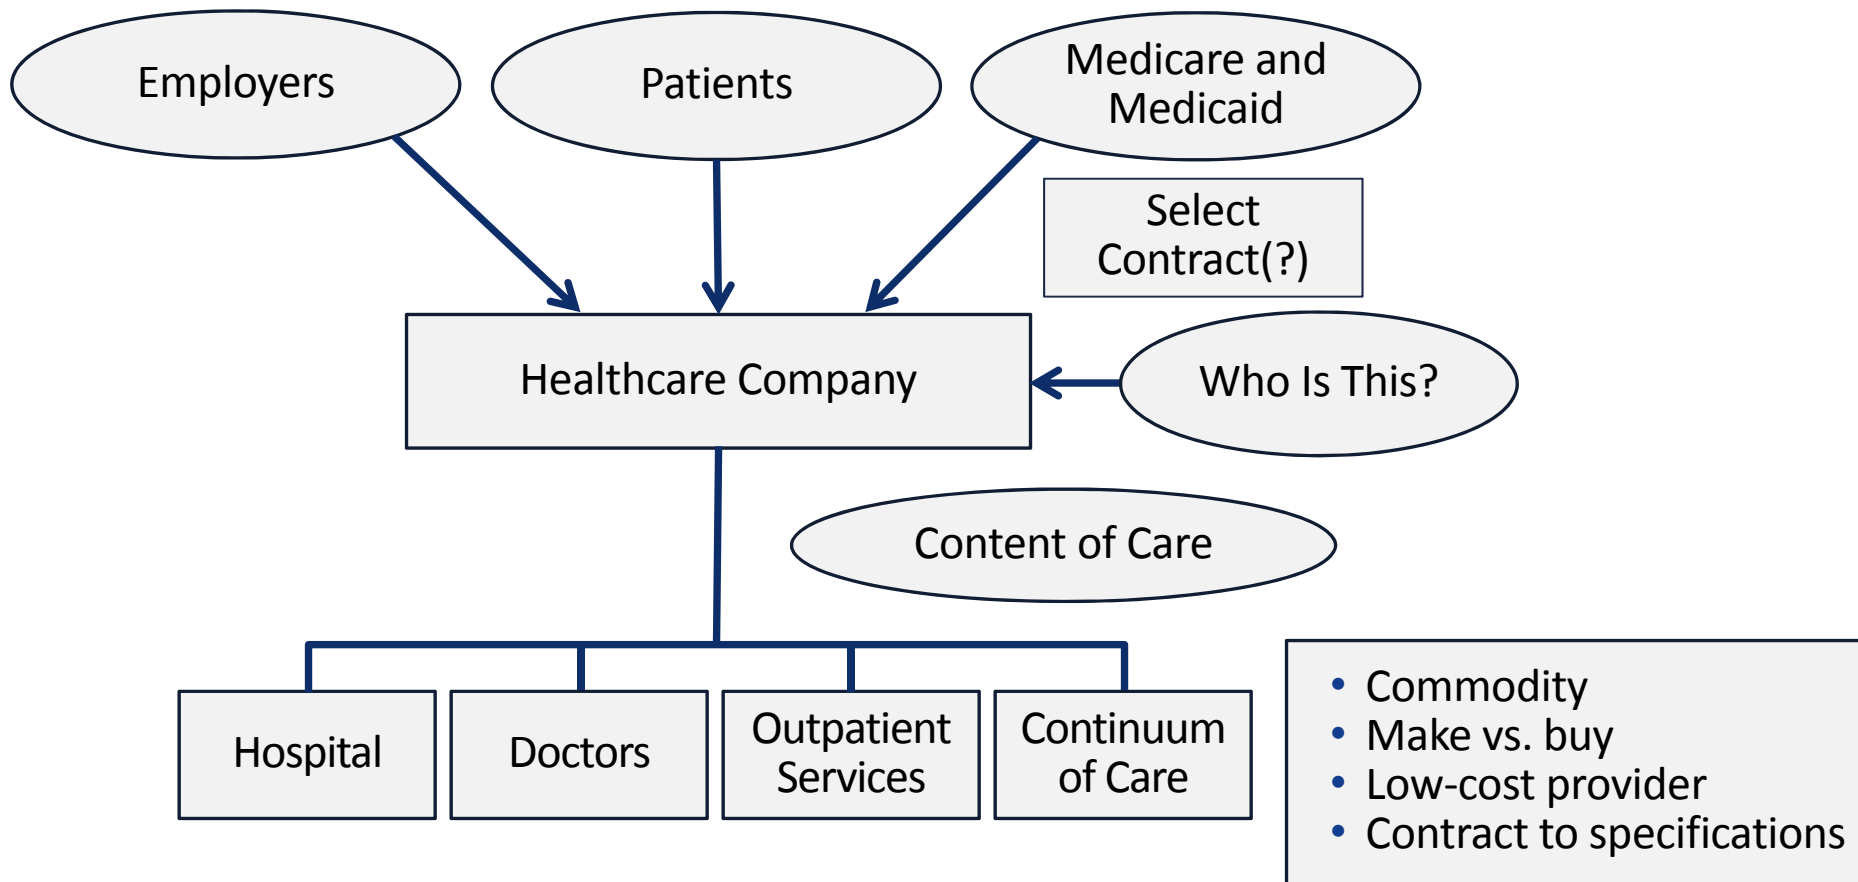 Employers
Patients
Medicare and
Medicaid
Select
Contract(?)
Healthcare Company
Who Is This?
Content of Care
Hospital
Doctors
Outpatient
Services
Continuum
of Care
• Commodity
• Make vs. buy
• Low-cost provider
• Contract to specifications